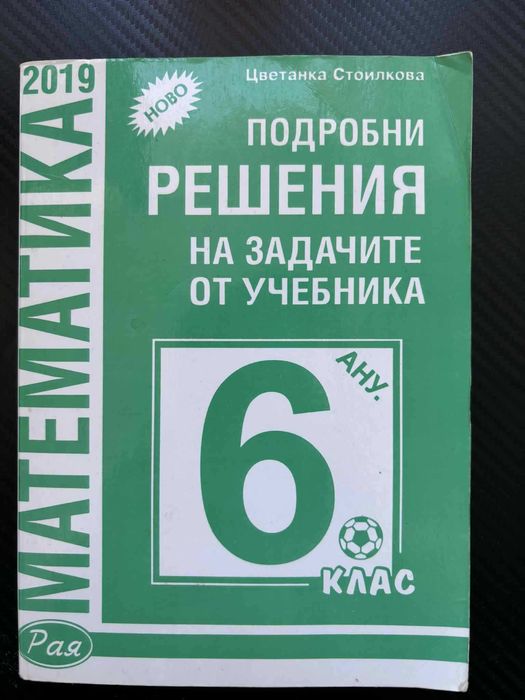 2019
МАТЕМАТИКА
НОВО
Цветанка Стоилкова
ПОДРОБНИ
РЕШЕНИЯ
НА ЗАДАЧИТЕ
ОТ УЧЕБНИКА
АНУ.
6
КЛАС
Рая